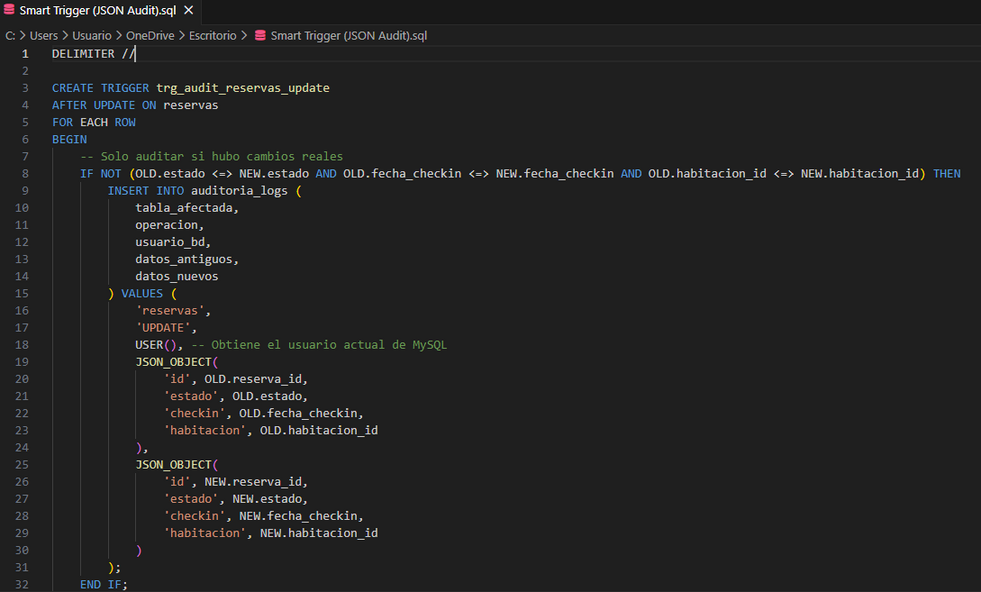 Smart Trigger (JSON Audit).sql ×
C: > Users > Usuario > OneDrive > Escritorio > Smart Trigger (JSON Audit).sql
1 DELIMITER //
2
3 CREATE TRIGGER trg_audit_reservas_update
4 AFTER UPDATE ON reservas
5 FOR EACH ROW
6 BEGIN
7 -- Solo auditar si hubo cambios reales
8 IF NOT (OLD.estado <=> NEW.estado AND OLD.fecha_checkin <=> NEW.fecha_checkin AND OLD.habitacion_id <=> NEW.habitacion_id) THEN
9 INSERT INTO auditoria_logs (
10 tabla_afectada,
11 operacion,
12 usuario_bd,
13 datos_antiguos,
14 datos_nuevos
15 ) VALUES (
16 'reservas',
17 'UPDATE',
18 USER(), -- Obtiene el usuario actual de MySQL
19 JSON_OBJECT(
20 'id', OLD.reserva_id,
21 'estado', OLD.estado,
22 'checkin', OLD.fecha_checkin,
23 'habitacion', OLD.habitacion_id
24 ),
25 JSON_OBJECT(
26 'id', NEW.reserva_id,
27 'estado', NEW.estado,
28 'checkin', NEW.fecha_checkin,
29 'habitacion', NEW.habitacion_id
30 )
31 );
32 END IF;